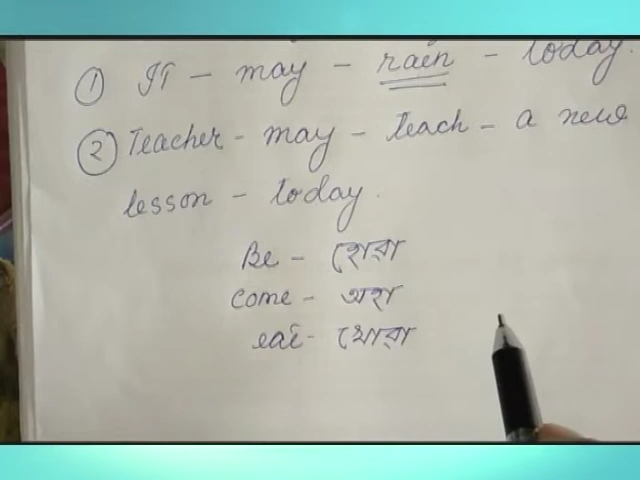 ① It - may - rain - today.
② Teacher - may - teach - a new
lesson - today.
Be - হোৱা
come - অহা
eat - খোৱা